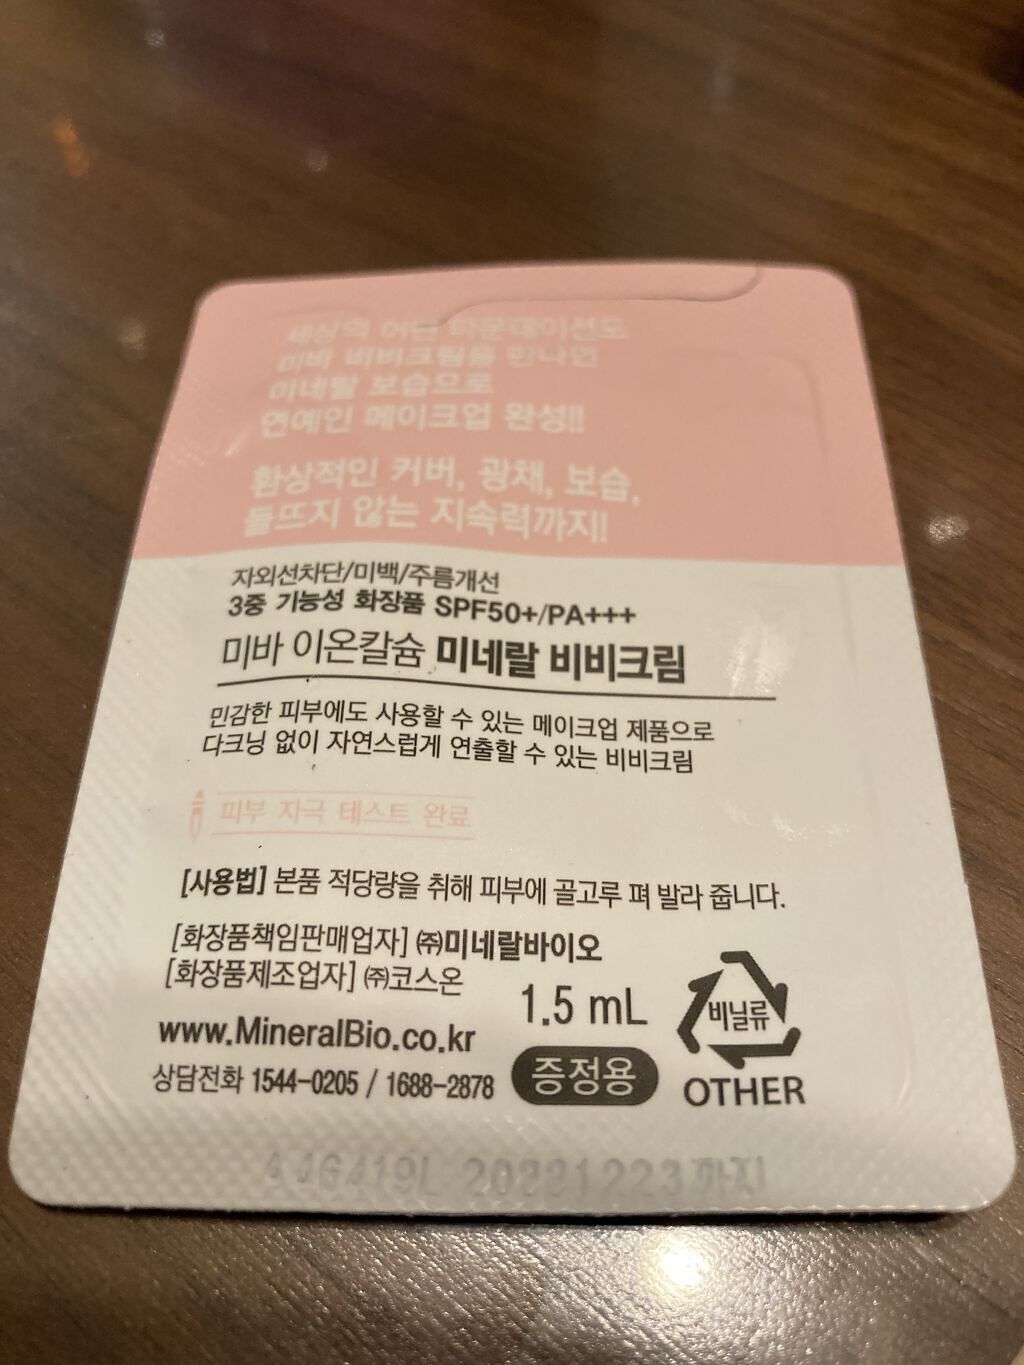 세상의 어떤 파운데이션도
미바 비비크림을 만나면
미네랄 보습으로
연예인 메이크업 완성!!
환상적인 커버, 광채, 보습,
들뜨지 않는 지속력까지!
자외선차단/미백/주름개선
3중 기능성 화장품 SPF50+/PA+++
미바 이온칼슘 미네랄 비비크림
민감한 피부에도 사용할 수 있는 메이크업 제품으로
다크닝 없이 자연스럽게 연출할 수 있는 비비크림
피부 자극 테스트 완료
[사용법] 본품 적당량을 취해 피부에 골고루 펴 발라 줍니다.
[화장품책임판매업자] ㈜미네랄바이오
[화장품제조업자] ㈜코스온
www.MineralBio.co.kr
상담전화 1544-0205 / 1688-2878
1.5 mL
증정용
비닐류
OTHER
20221223까지